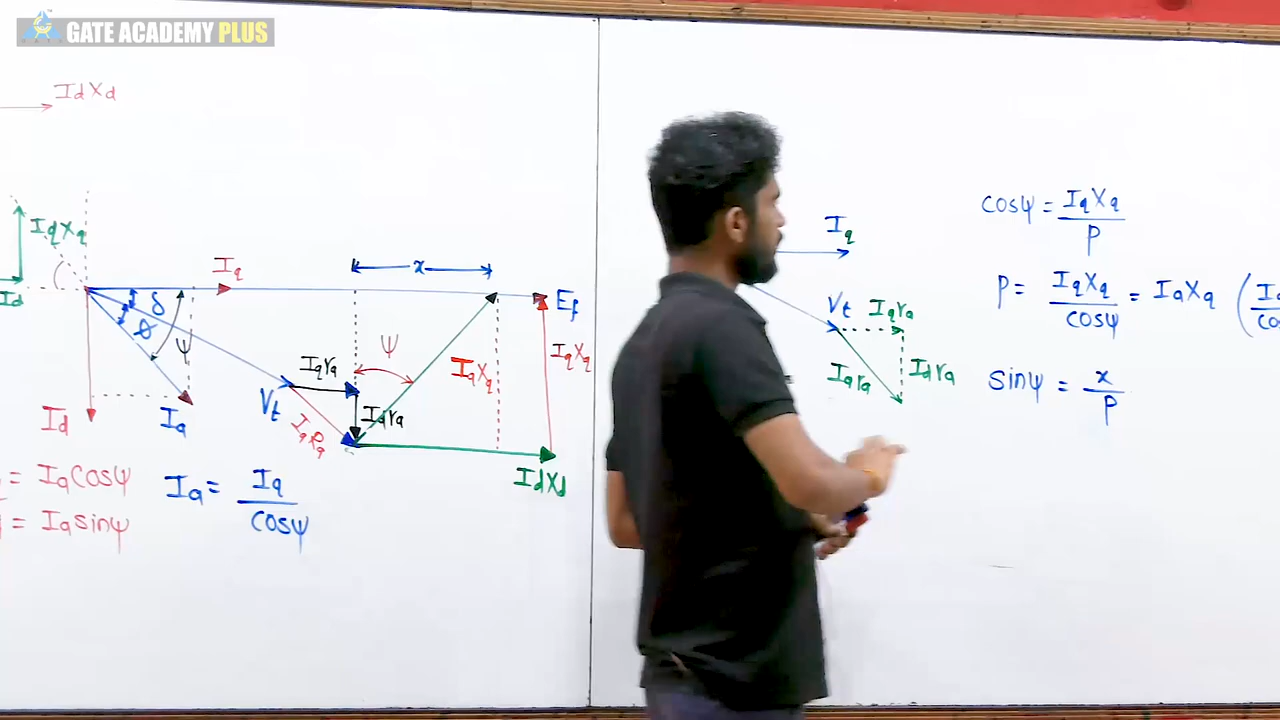 GATE ACADEMY PLUS
IdXd
IqXq
Id
Iq
x
Ef
δ
Ø
ψ
ψ
Iqra
IqXq
IqXq
Vt
Idra
IaRa
Id
Ia
IdXd
= Iacosψ
Ia = Iq / cosψ
= Iasinψ
Iq
Vt
Iqra
Iara
Idra
cosψ = IqXq / P
P = IqXq / cosψ = IaXq (
sinψ = x / P